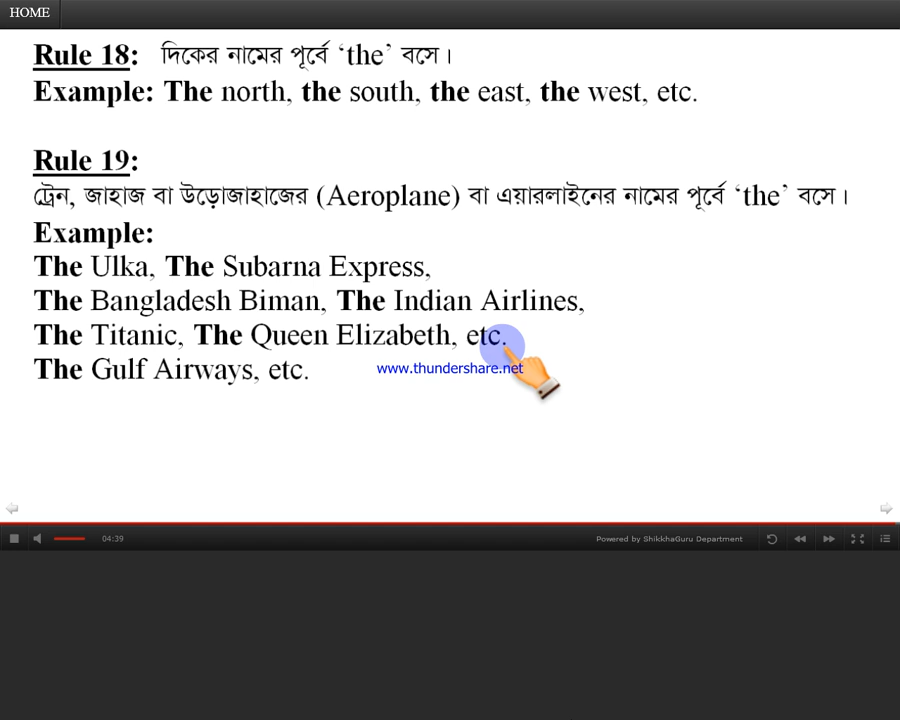 HOME
Rule 18: দিকের নামের পূর্বে ‘the’ বসে।
Example: The north, the south, the east, the west, etc.
Rule 19:
ট্রেন, জাহাজ বা উড়োজাহাজের (Aeroplane) বা এয়ারলাইনের নামের পূর্বে ‘the’ বসে।
Example:
The Ulka, The Subarna Express,
The Bangladesh Biman, The Indian Airlines,
The Titanic, The Queen Elizabeth, etc.
The Gulf Airways, etc.
www.thundershare.net
04:39
Powered by ShikkhaGuru Department